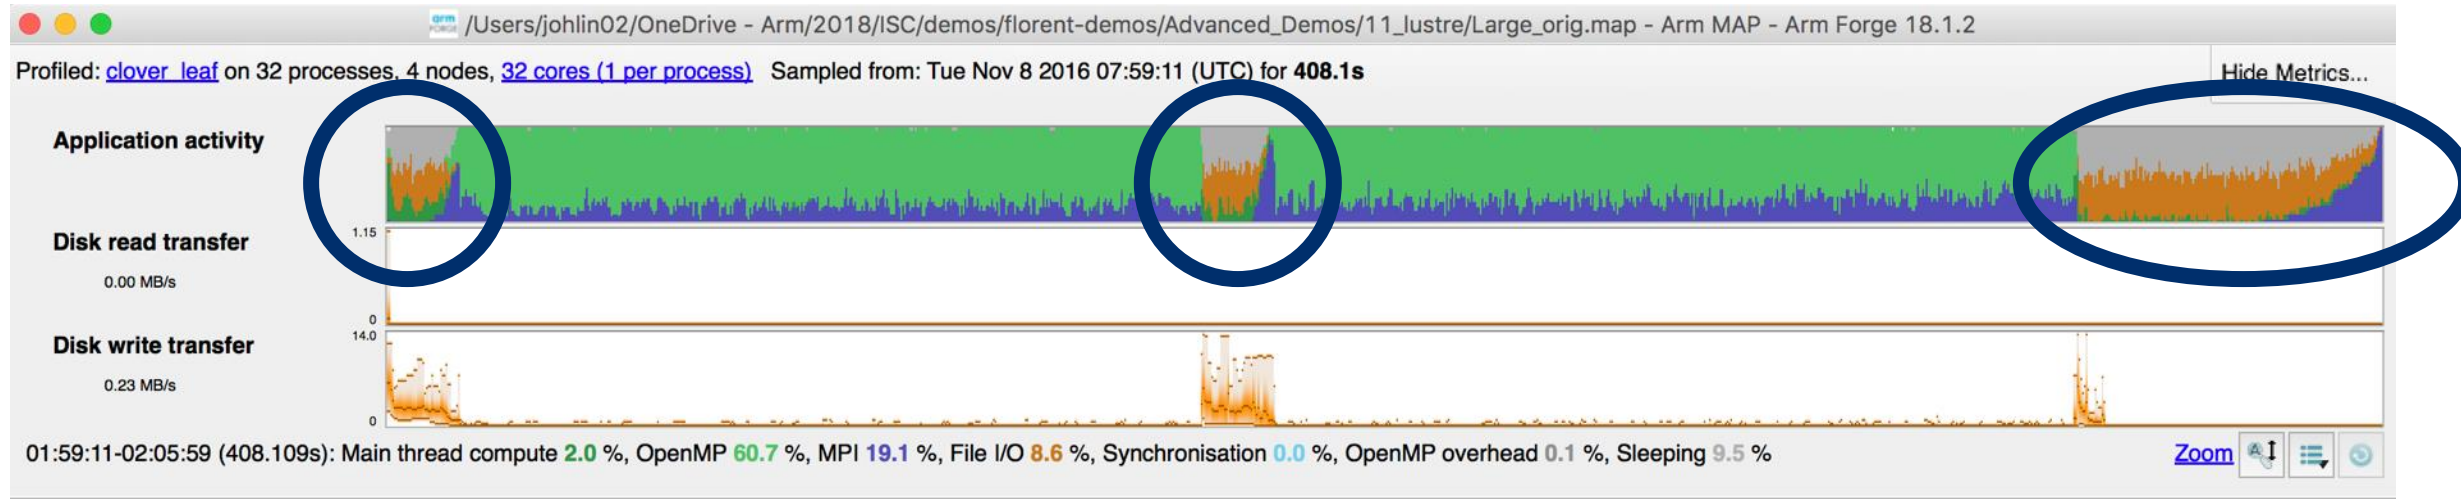 arm FORGE /Users/johlin02/OneDrive - Arm/2018/ISC/demos/florent-demos/Advanced_Demos/11_lustre/Large_orig.map - Arm MAP - Arm Forge 18.1.2
Profiled: clover_leaf on 32 processes, 4 nodes, 32 cores (1 per process) Sampled from: Tue Nov 8 2016 07:59:11 (UTC) for 408.1s Hide Metrics...
Application activity
Disk read transfer
0.00 MB/s
1.15
0
Disk write transfer
0.23 MB/s
14.0
0
01:59:11-02:05:59 (408.109s): Main thread compute 2.0 %, OpenMP 60.7 %, MPI 19.1 %, File I/O 8.6 %, Synchronisation 0.0 %, OpenMP overhead 0.1 %, Sleeping 9.5 % Zoom